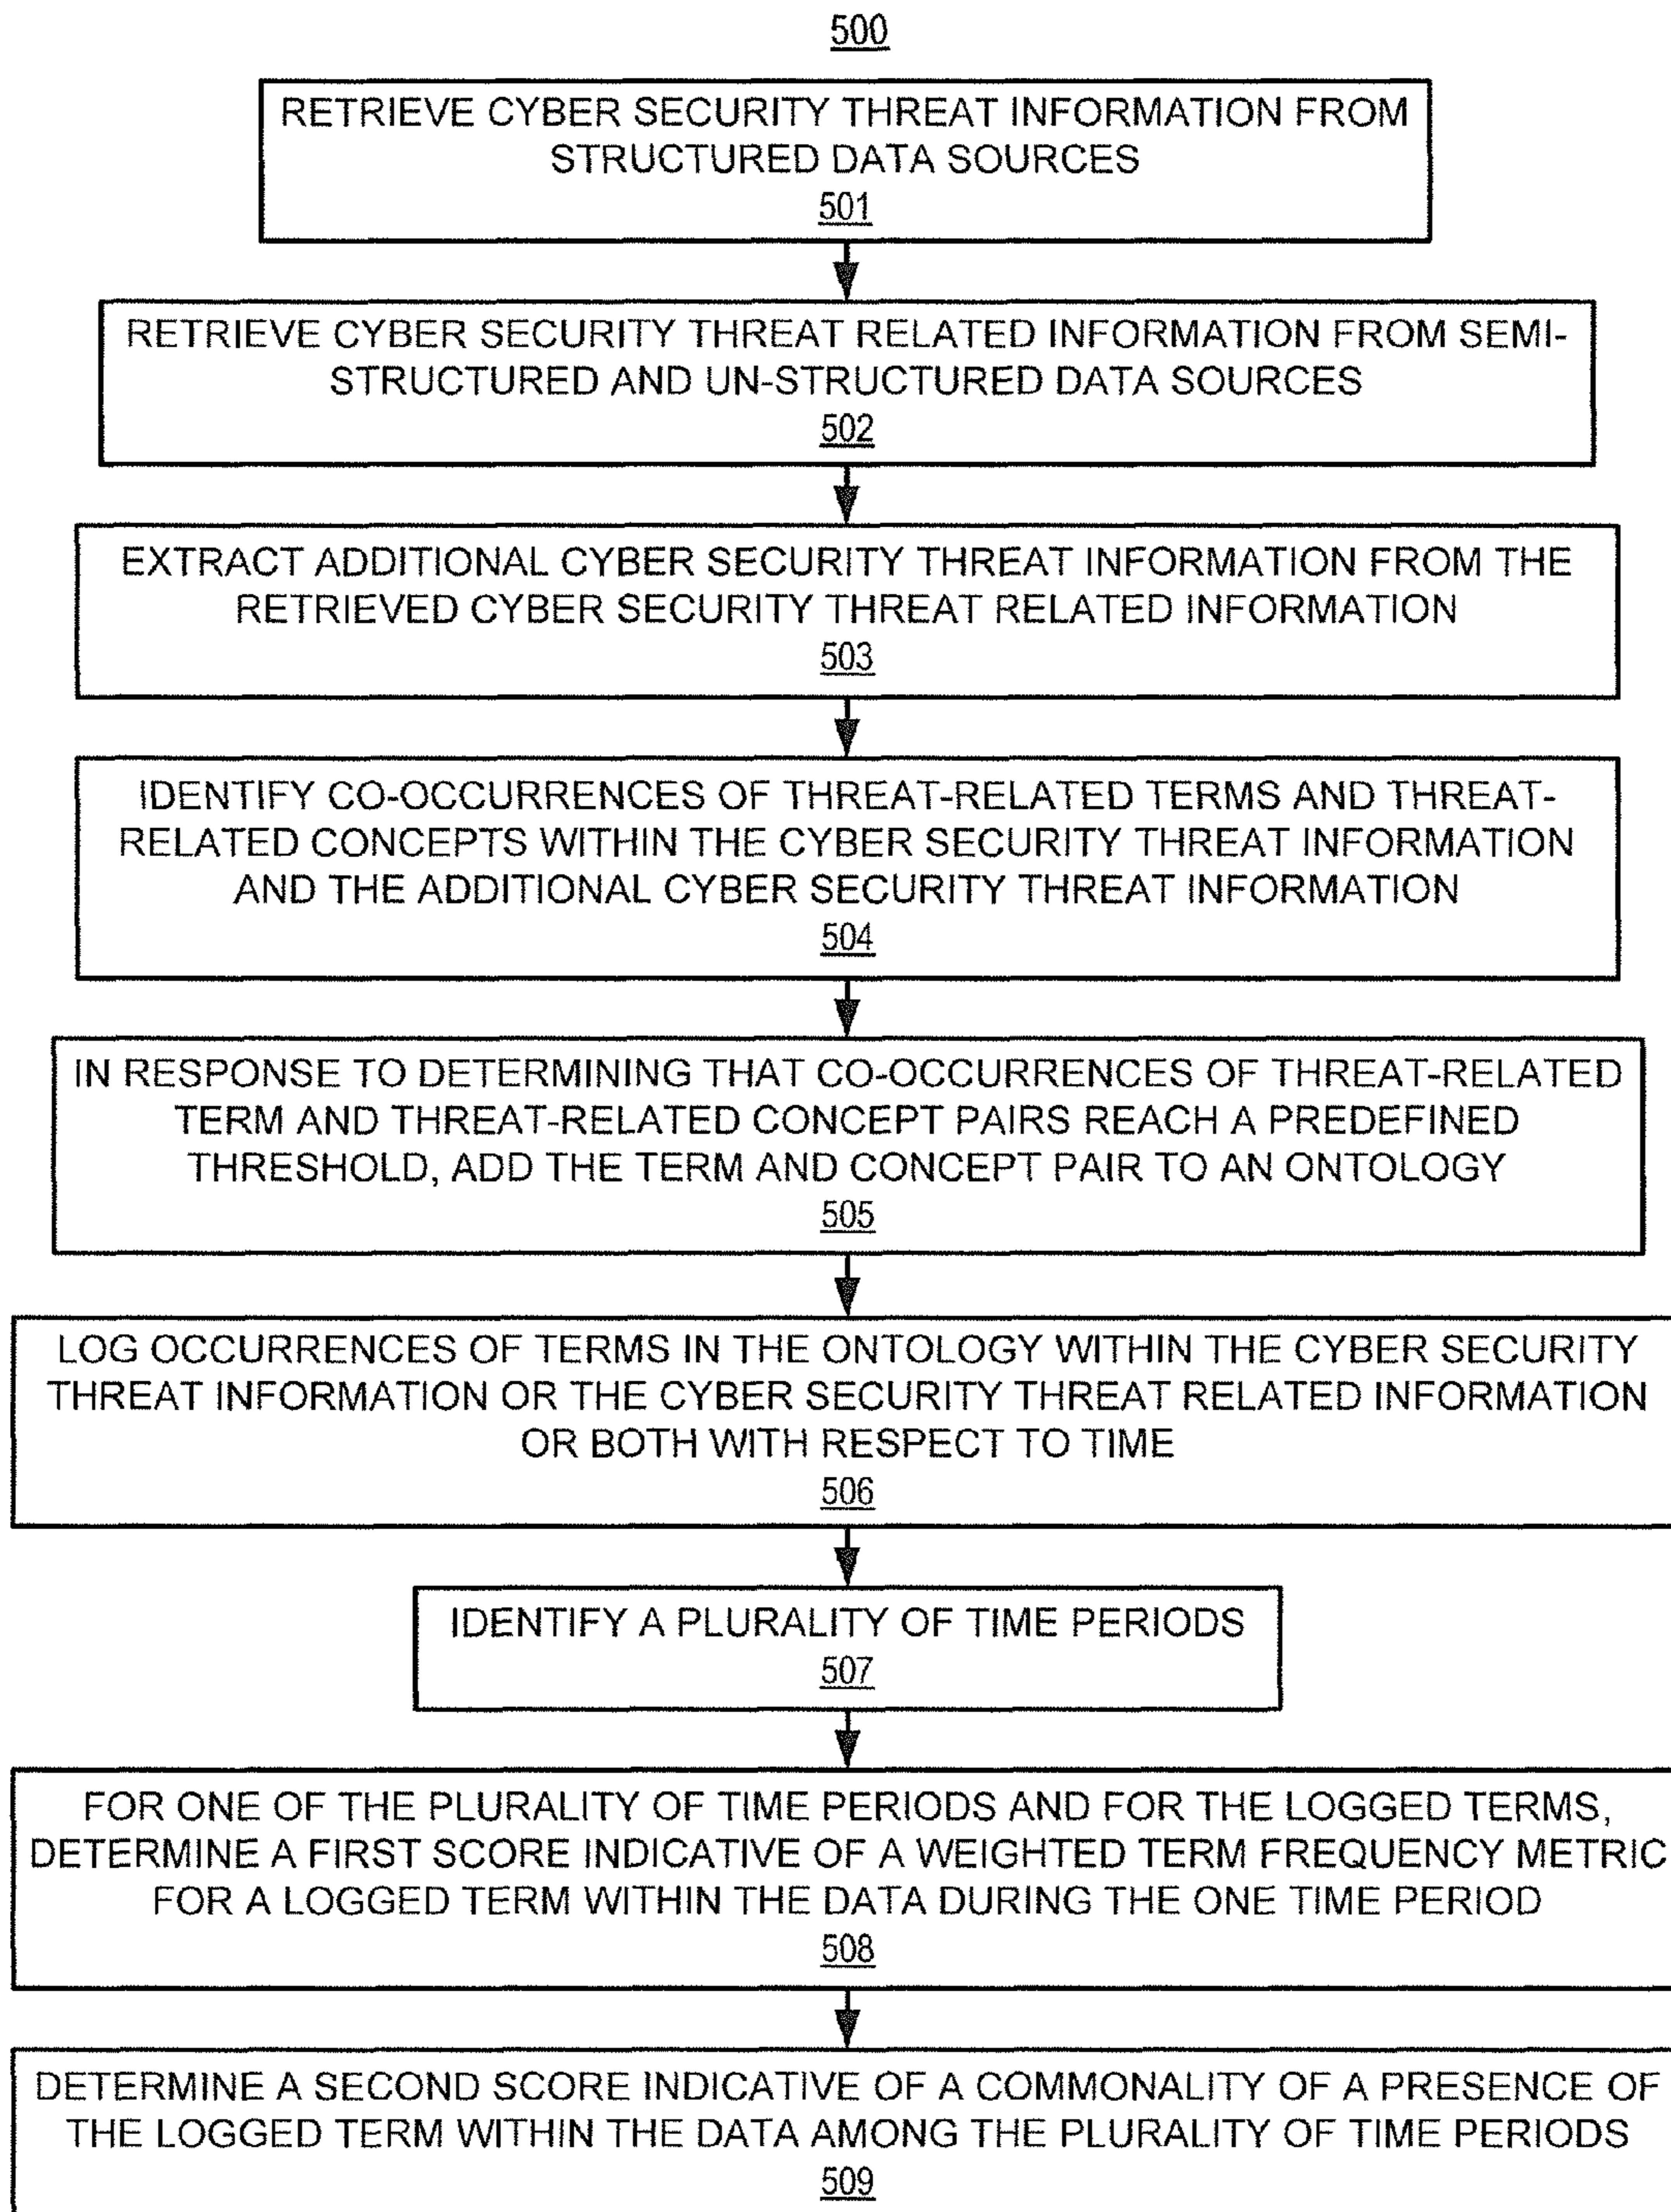 500
RETRIEVE CYBER SECURITY THREAT INFORMATION FROM
STRUCTURED DATA SOURCES
501
RETRIEVE CYBER SECURITY THREAT RELATED INFORMATION FROM SEMI-
STRUCTURED AND UN-STRUCTURED DATA SOURCES
502
EXTRACT ADDITIONAL CYBER SECURITY THREAT INFORMATION FROM THE
RETRIEVED CYBER SECURITY THREAT RELATED INFORMATION
503
IDENTIFY CO-OCCURRENCES OF THREAT-RELATED TERMS AND THREAT-
RELATED CONCEPTS WITHIN THE CYBER SECURITY THREAT INFORMATION
AND THE ADDITIONAL CYBER SECURITY THREAT INFORMATION
504
IN RESPONSE TO DETERMINING THAT CO-OCCURRENCES OF THREAT-RELATED
TERM AND THREAT-RELATED CONCEPT PAIRS REACH A PREDEFINED
THRESHOLD, ADD THE TERM AND CONCEPT PAIR TO AN ONTOLOGY
505
LOG OCCURRENCES OF TERMS IN THE ONTOLOGY WITHIN THE CYBER SECURITY
THREAT INFORMATION OR THE CYBER SECURITY THREAT RELATED INFORMATION
OR BOTH WITH RESPECT TO TIME
506
IDENTIFY A PLURALITY OF TIME PERIODS
507
FOR ONE OF THE PLURALITY OF TIME PERIODS AND FOR THE LOGGED TERMS,
DETERMINE A FIRST SCORE INDICATIVE OF A WEIGHTED TERM FREQUENCY METRIC
FOR A LOGGED TERM WITHIN THE DATA DURING THE ONE TIME PERIOD
508
DETERMINE A SECOND SCORE INDICATIVE OF A COMMONALITY OF A PRESENCE OF
THE LOGGED TERM WITHIN THE DATA AMONG THE PLURALITY OF TIME PERIODS
509